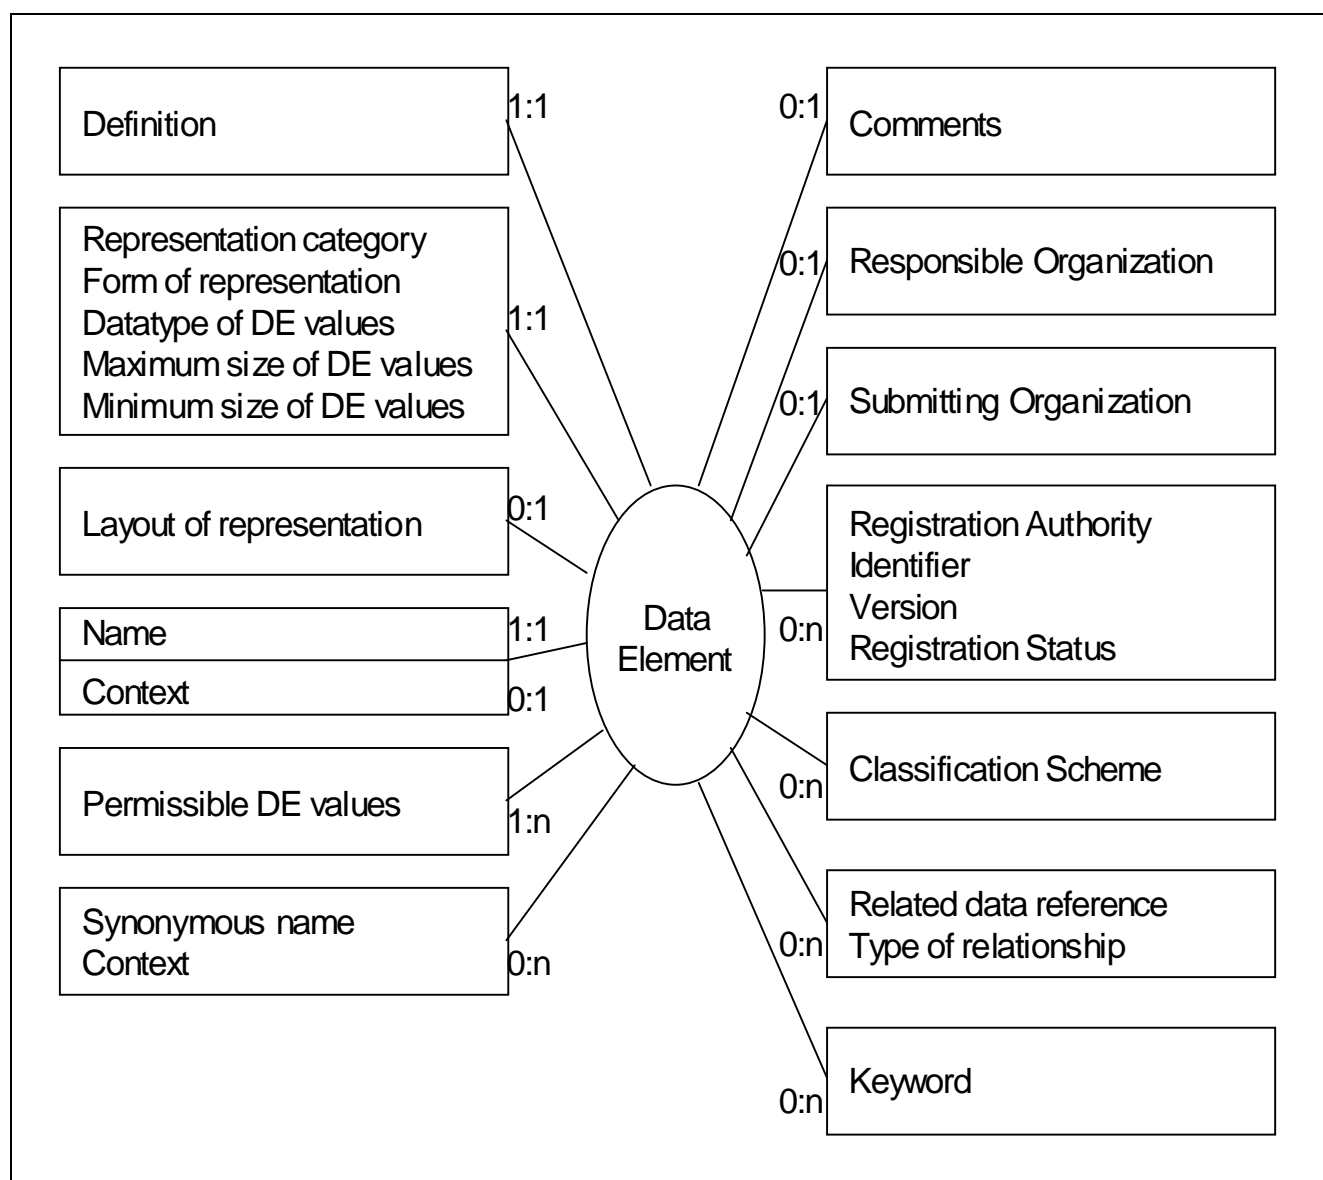 Definition
1:1
Representation category
Form of representation
Datatype of DE values
Maximum size of DE values
Minimum size of DE values
1:1
Layout of representation
0:1
Name
1:1
Context
0:1
Permissible DE values
1:n
Synonymous name
Context
0:n
Data
Element
0:1
Comments
0:1
Responsible Organization
0:1
Submitting Organization
Registration Authority
Identifier
Version
Registration Status
0:n
Classification Scheme
0:n
Related data reference
Type of relationship
0:n
Keyword
0:n